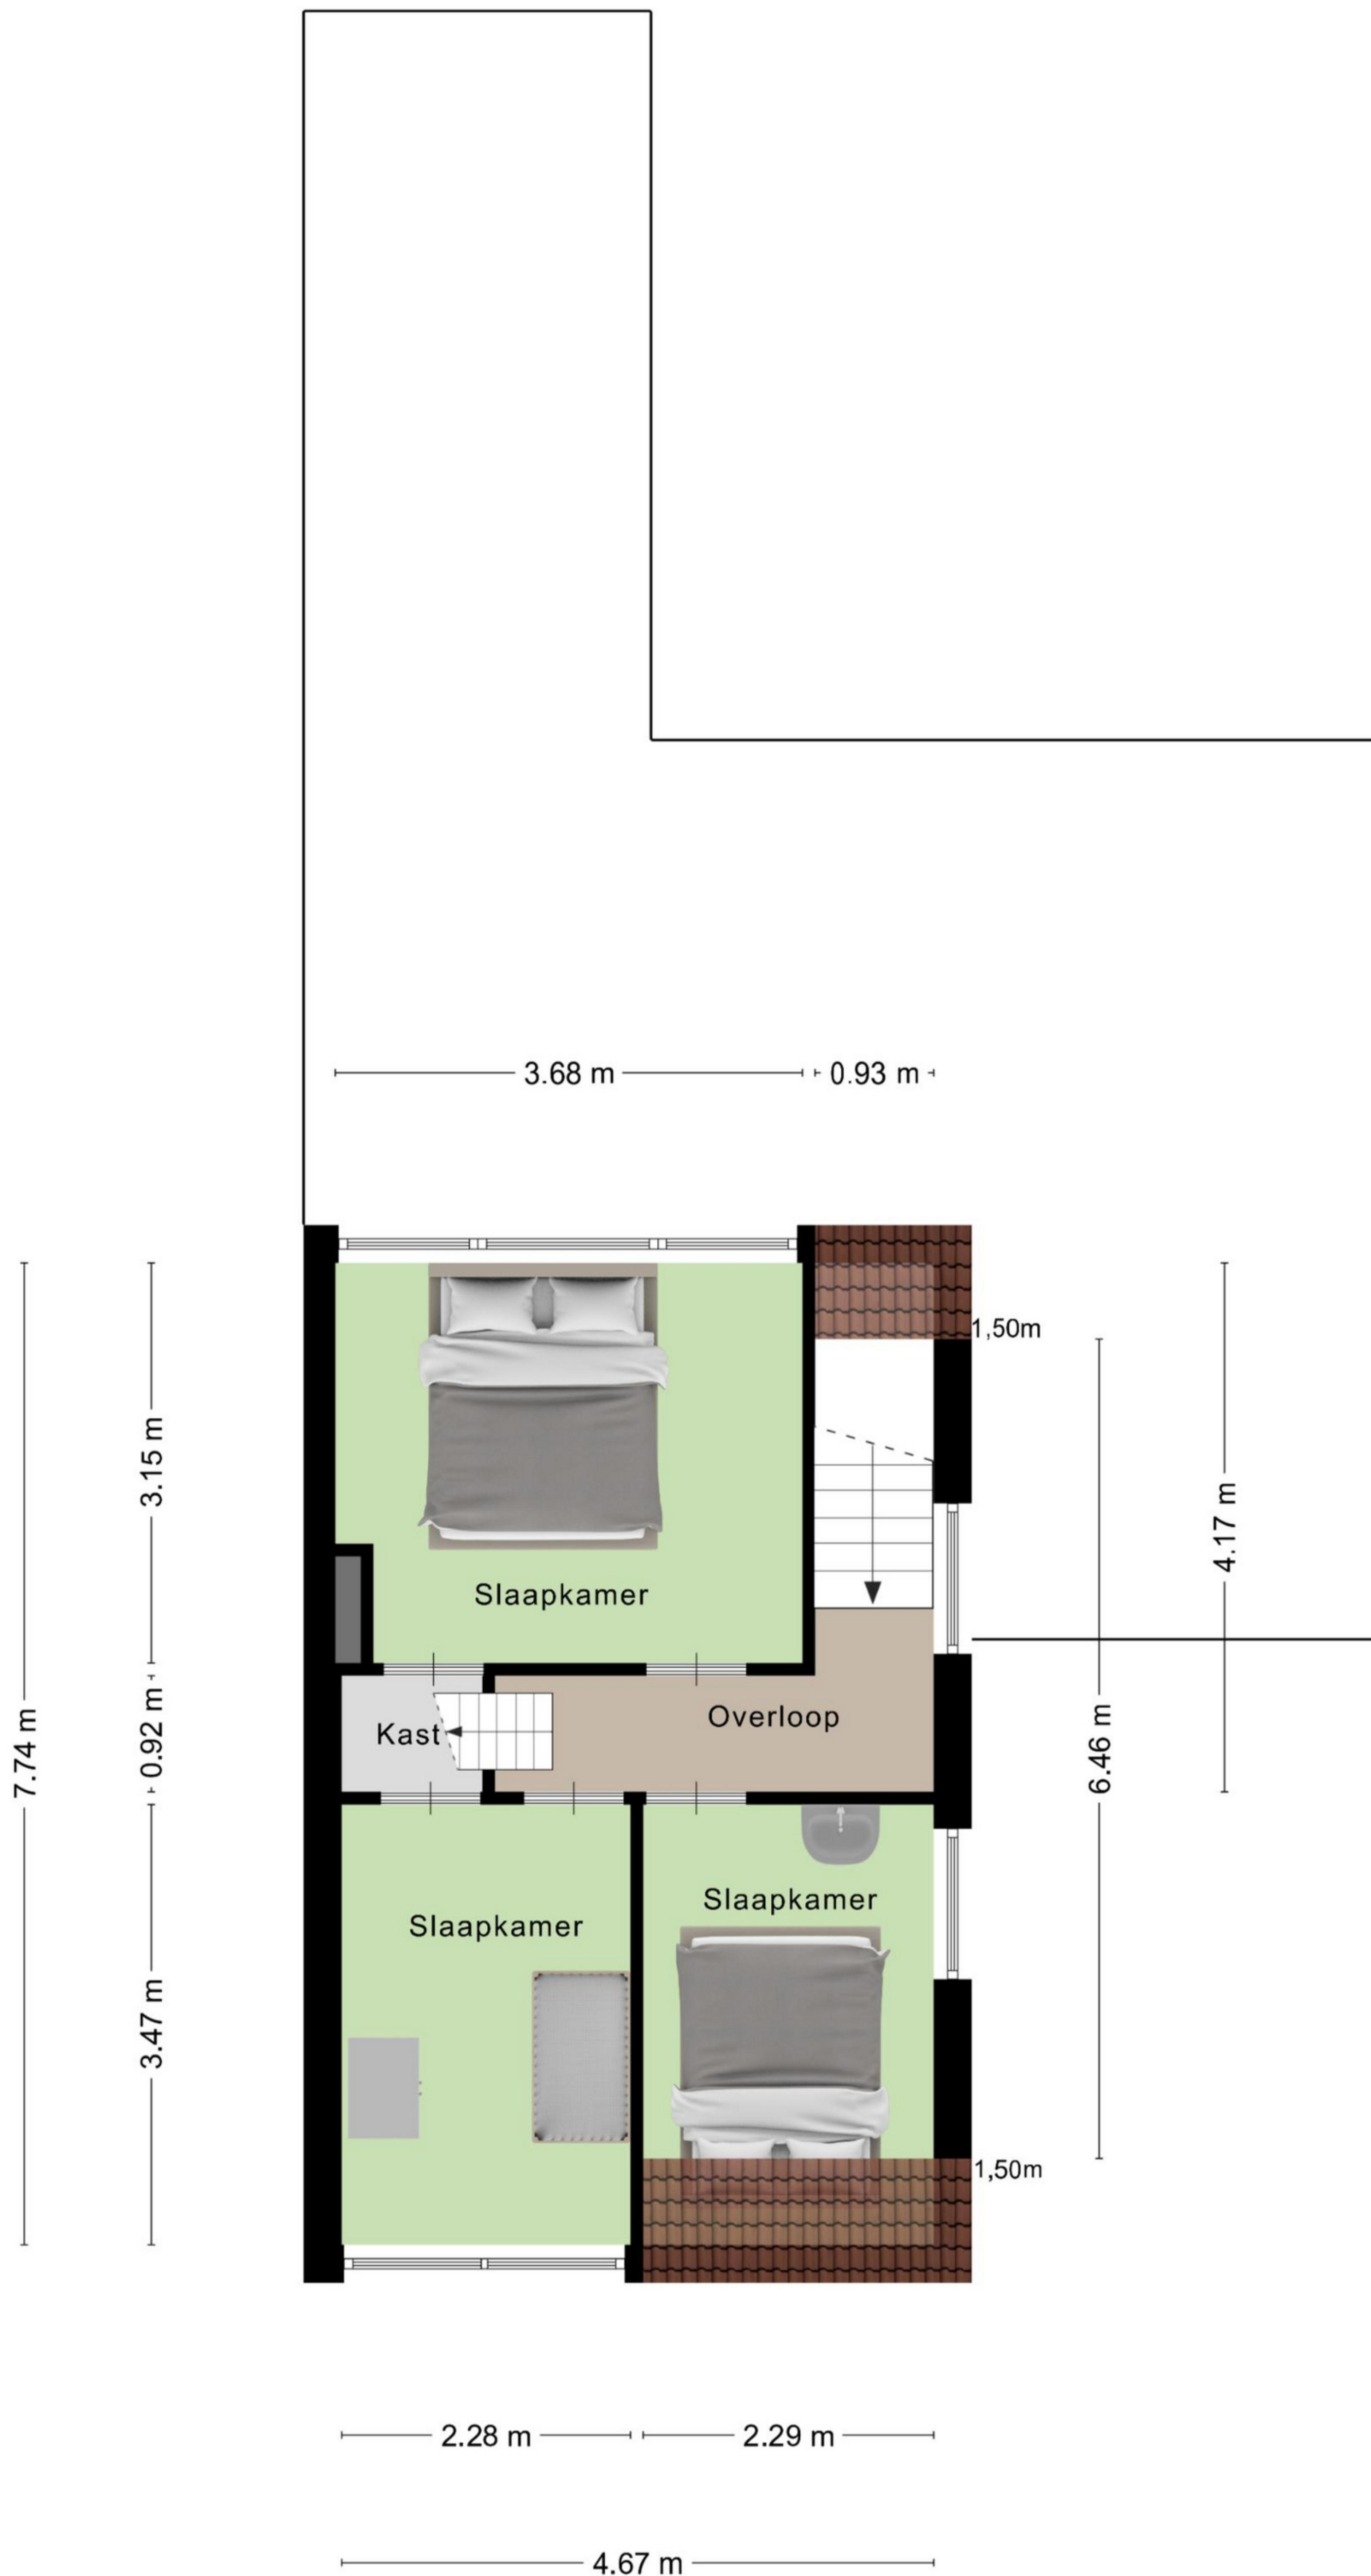 3.68 m
0.93 m
1,50m
3.15 m
4.17 m
Slaapkamer
0.92 m
Kast
Overloop
7.74 m
6.46 m
Slaapkamer
Slaapkamer
3.47 m
1,50m
2.28 m
2.29 m
4.67 m